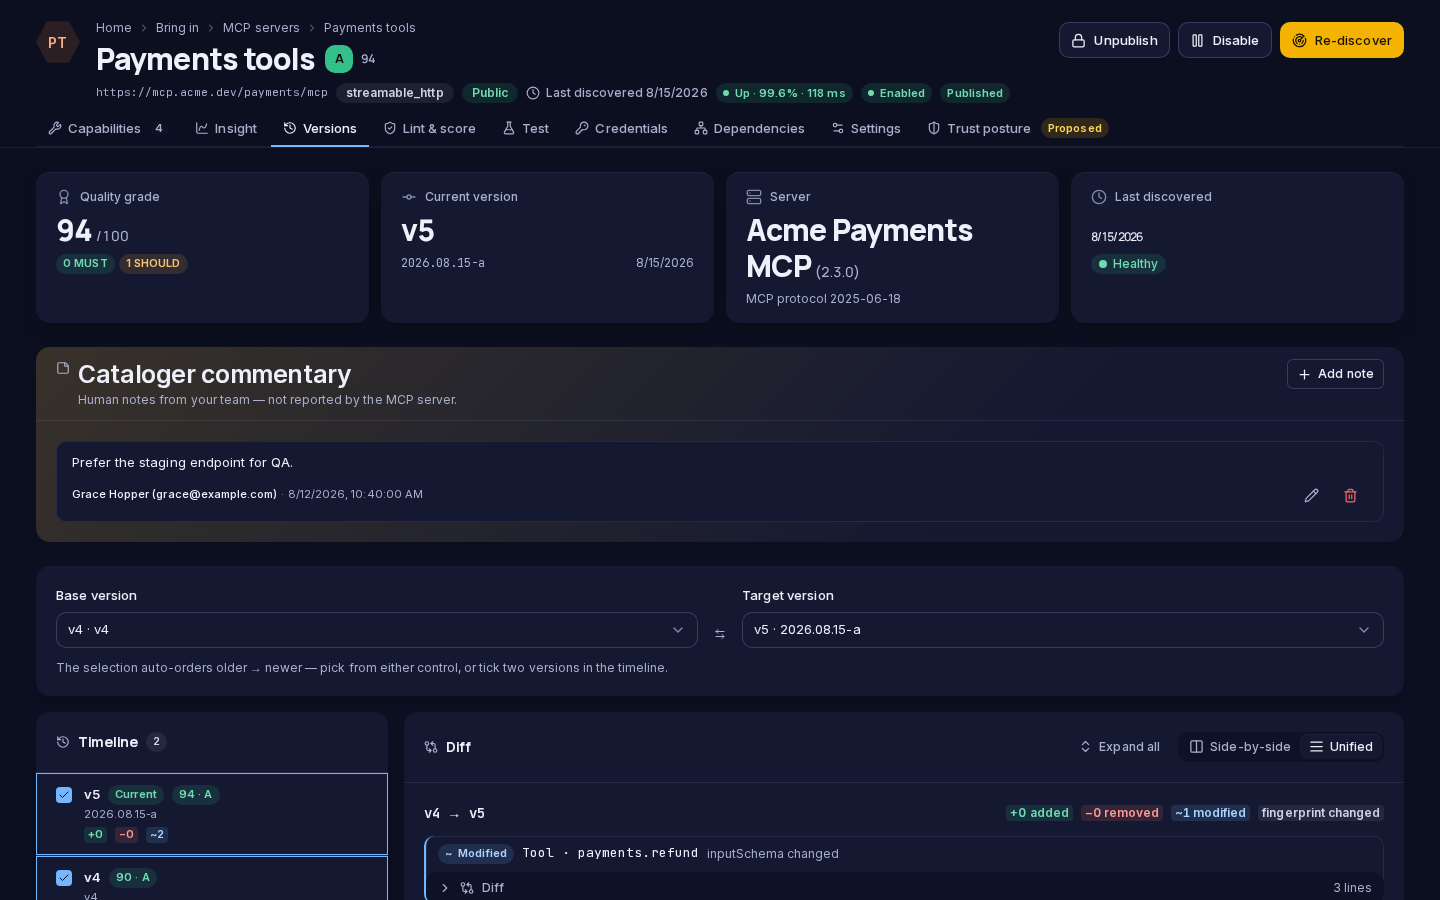 PT
Home > Bring in > MCP servers > Payments tools
Payments tools A 94
https://mcp.acme.dev/payments/mcp streamable_http Public Last discovered 8/15/2026 Up · 99.6% · 118 ms Enabled Published
Unpublish Disable Re-discover
Capabilities 4 Insight Versions Lint & score Test Credentials Dependencies Settings Trust posture Proposed
Quality grade
94 /100
0 MUST 1 SHOULD
Current version
v5
2026.08.15-a 8/15/2026
Server
Acme Payments
MCP (2.3.0)
MCP protocol 2025-06-18
Last discovered
8/15/2026
Healthy
Cataloger commentary
Human notes from your team — not reported by the MCP server.
Add note
Prefer the staging endpoint for QA.
Grace Hopper (grace@example.com) · 8/12/2026, 10:40:00 AM
Base version
v4 · v4
Target version
v5 · 2026.08.15-a
The selection auto-orders older → newer — pick from either control, or tick two versions in the timeline.
Timeline 2
v5 Current 94 · A
2026.08.15-a
+0 −0 ~2
v4 90 · A
v4
Diff
Expand all Side-by-side Unified
v4 → v5 +0 added −0 removed ~1 modified fingerprint changed
~ Modified Tool · payments.refund inputSchema changed
Diff 3 lines